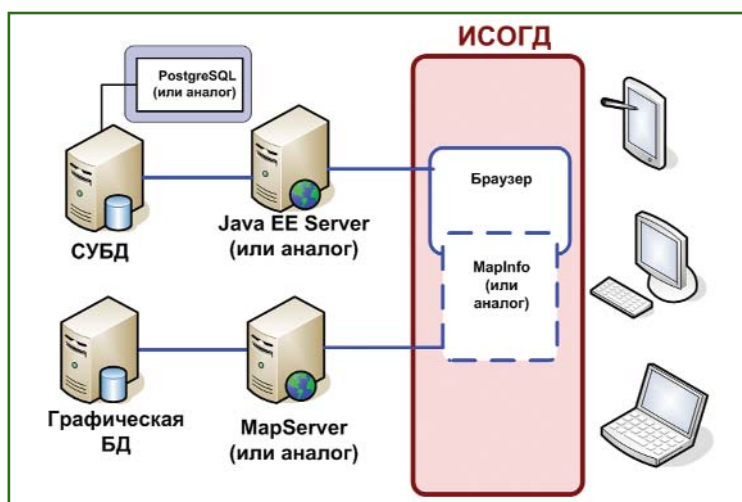 ИСОГД
PostgreSQL
(или аналог)
Браузер
СУБД
Java EE Server
(или аналог)
MapInfo
(или
аналог)
Графическая
БД
MapServer
(или аналог)